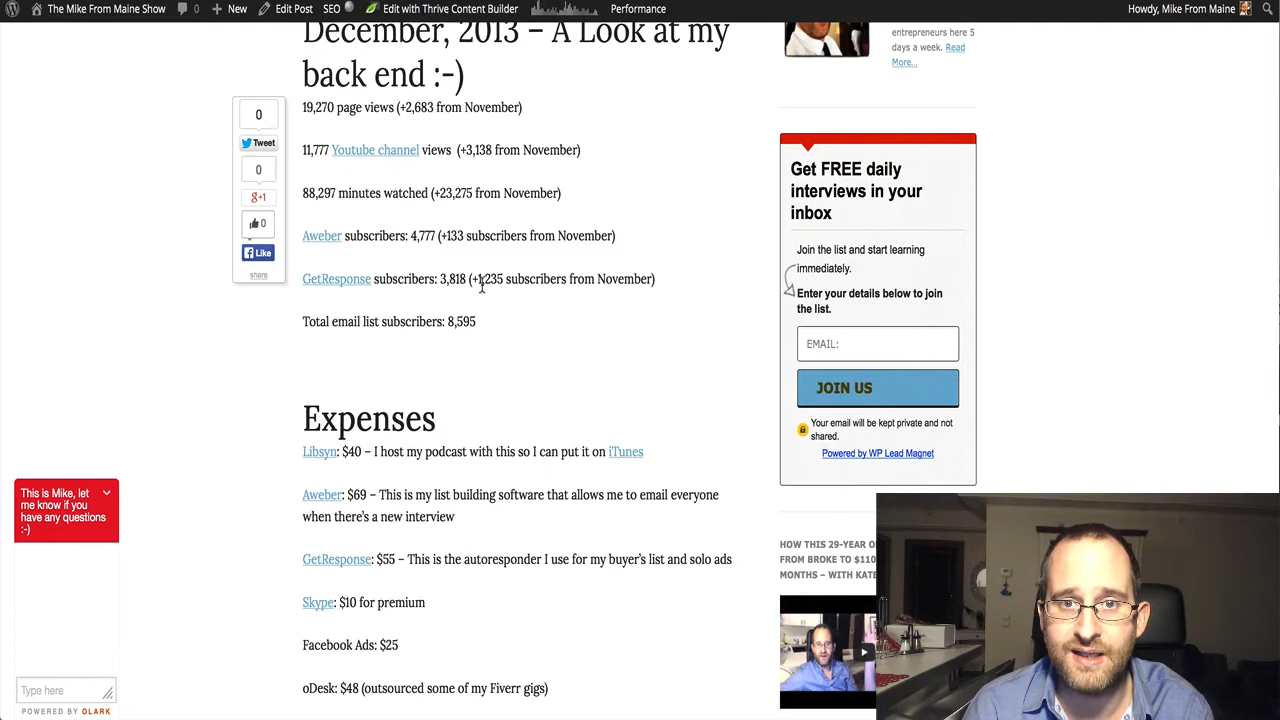 The Mike From Maine Show 0 + New Edit Post SEO Edit with Thrive Content Builder Performance Howdy, Mike From Maine
December, 2013 – A Look at my
back end :-)
19,270 page views (+2,683 from November)
11,777 Youtube channel views (+3,138 from November)
88,297 minutes watched (+23,275 from November)
Aweber subscribers: 4,777 (+133 subscribers from November)
GetResponse subscribers: 3,818 (+1,235 subscribers from November)
Total email list subscribers: 8,595
Expenses
Libsyn: $40 – I host my podcast with this so I can put it on iTunes
Aweber: $69 – This is my list building software that allows me to email everyone
when there's a new interview
GetResponse: $55 – This is the autoresponder I use for my buyer's list and solo ads
Skype: $10 for premium
Facebook Ads: $25
oDesk: $48 (outsourced some of my Fiverr gigs)
0
Tweet
0
g+1
0
Like
share
This is Mike, let
me know if you
have any questions
:-)
Type here
POWERED BY OLARK
entrepreneurs here 5
days a week. Read
More...
Get FREE daily
interviews in your
inbox
Join the list and start learning
immediately.
Enter your details below to join
the list.
EMAIL:
JOIN US
Your email will be kept private and not
shared.
Powered by WP Lead Magnet
HOW THIS 29-YEAR O
FROM BROKE TO $110
MONTHS – WITH KATE